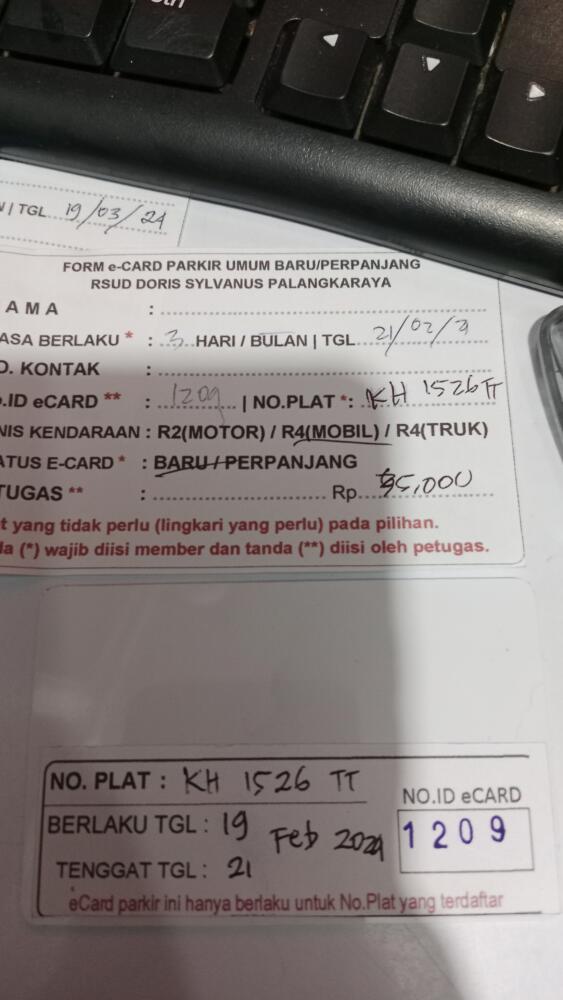 Ctrl
| TGL 19/03/24
FORM e-CARD PARKIR UMUM BARU/PERPANJANG
RSUD DORIS SYLVANUS PALANGKARAYA
AMA :
ASA BERLAKU * : 3 HARI / BULAN | TGL 21/02/2
O. KONTAK :
.ID eCARD ** : 1209 | NO.PLAT *: KH 1526 TT
NIS KENDARAAN : R2(MOTOR) / R4(MOBIL) / R4(TRUK)
ATUS E-CARD * : BARU / PERPANJANG
TUGAS ** : Rp. 35,000
t yang tidak perlu (lingkari yang perlu) pada pilihan.
da (*) wajib diisi member dan tanda (**) diisi oleh petugas.
NO. PLAT : KH 1526 TT
NO.ID eCARD
BERLAKU TGL : 19 Feb 2024
1209
TENGGAT TGL : 21
eCard parkir ini hanya berlaku untuk No.Plat yang terdaftar